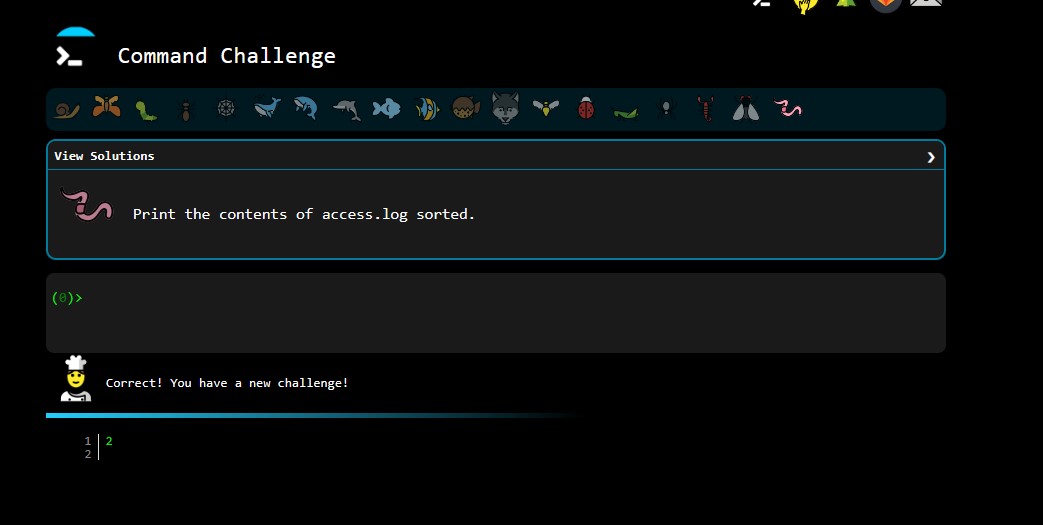 Command Challenge
View Solutions
Print the contents of access.log sorted.
(0)>
Correct! You have a new challenge!
1 2
2